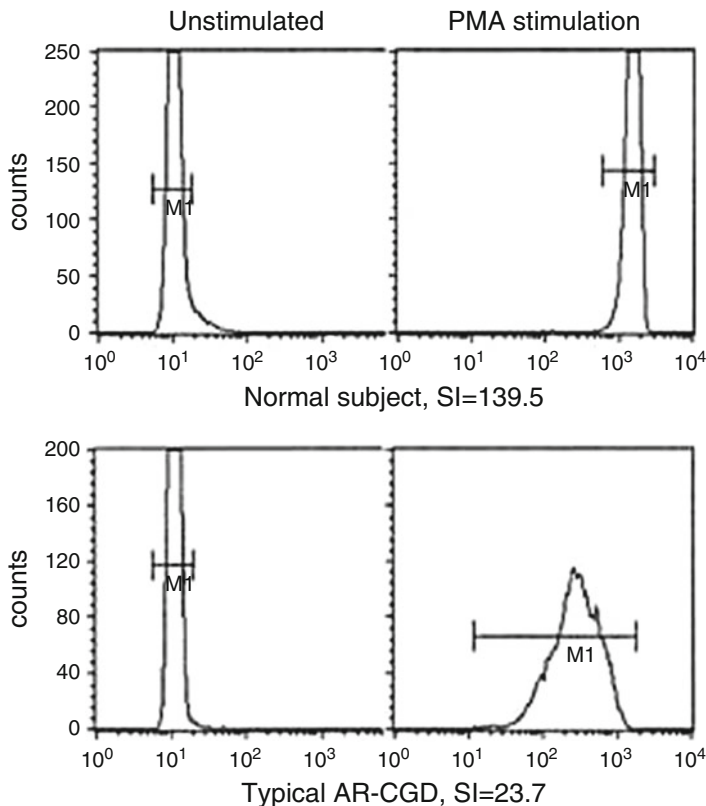 Unstimulated PMA stimulation
250
200
150
100
50
0
counts
M1 M1
10^0 10^1 10^2 10^3 10^0 10^1 10^2 10^3 10^4
Normal subject, SI=139.5
200
160
120
80
40
0
counts
M1 M1
10^0 10^1 10^2 10^3 10^0 10^1 10^2 10^3 10^4
Typical AR-CGD, SI=23.7